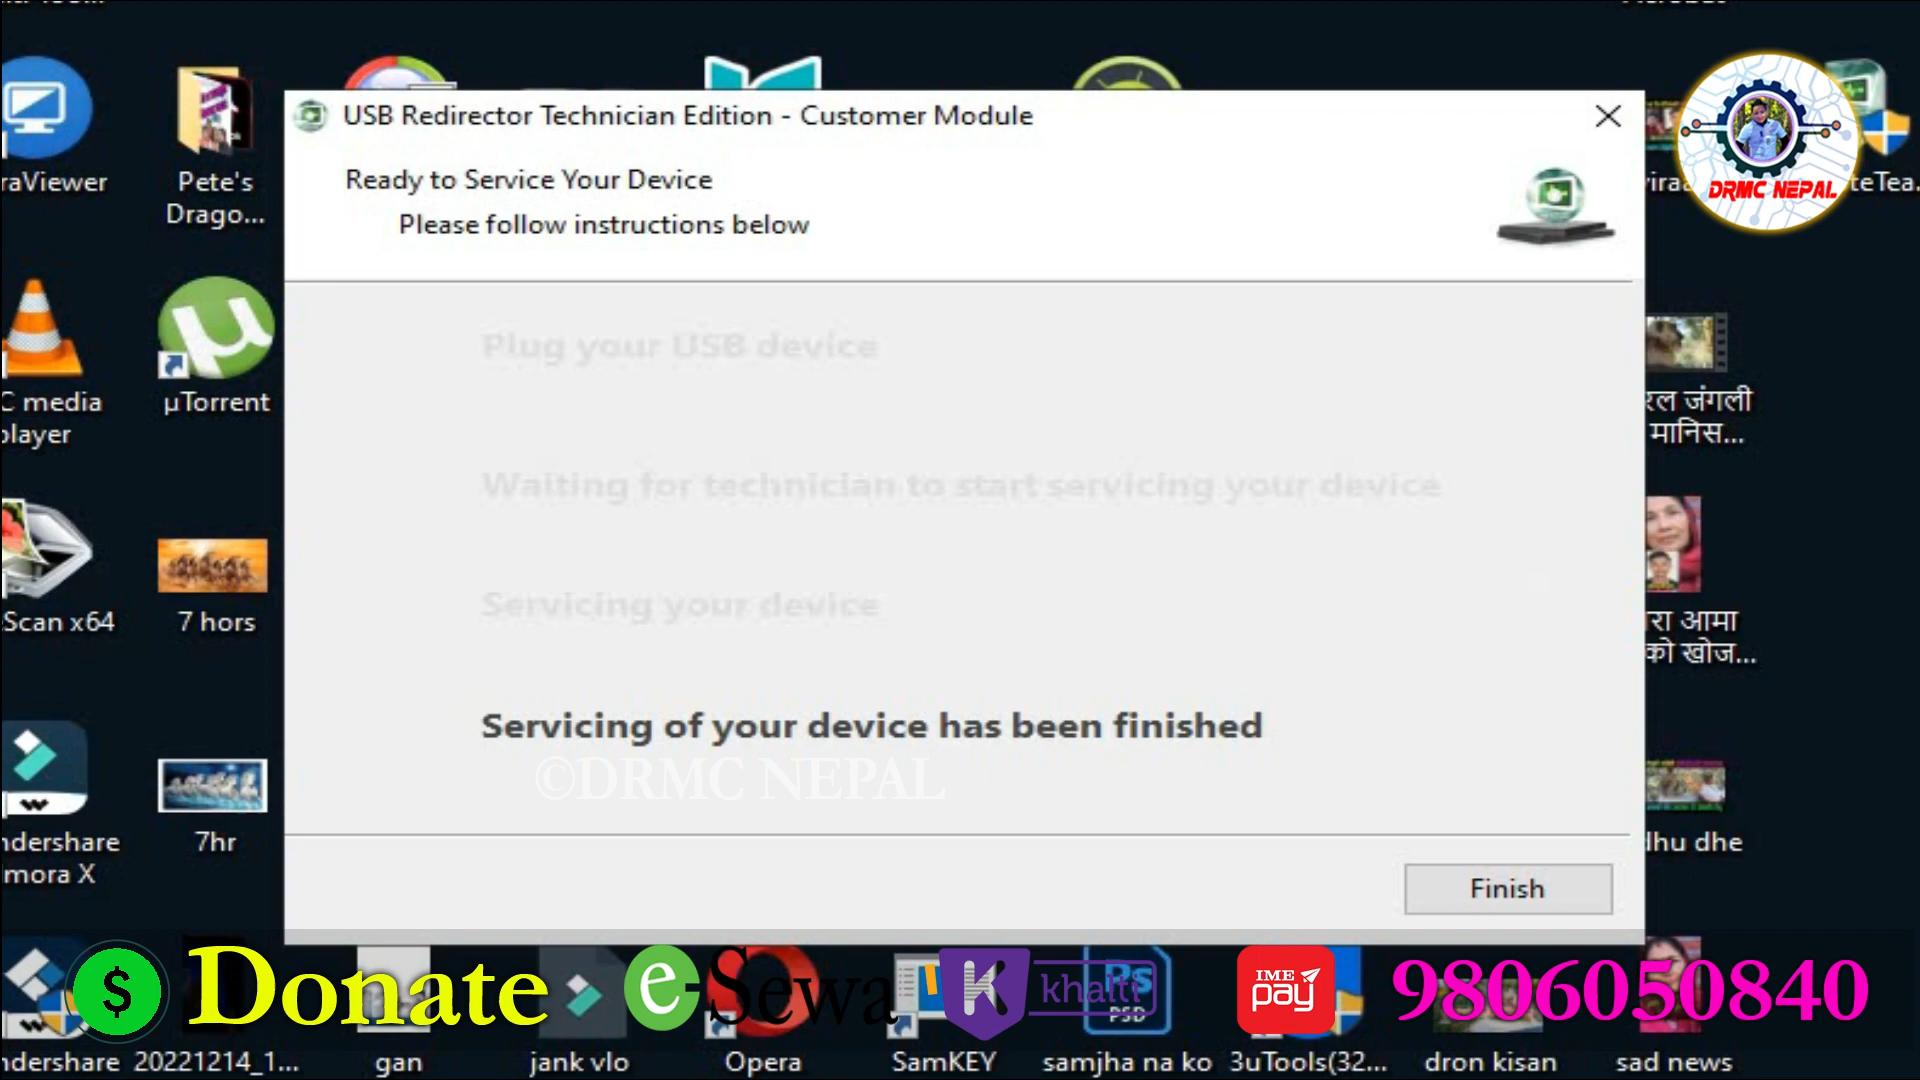 USB Redirector Technician Edition - Customer Module
Ready to Service Your Device
Please follow instructions below
Plug your USB device
Waiting for technician to start servicing your device
Servicing your device
Servicing of your device has been finished
©DRMC NEPAL
Finish
DRMC NEPAL
raViewer
Pete's
Drago...
teTea...
C media
player
µTorrent
रल जंगली
मानिस...
Scan x64
7 hors
रा आमा
को खोज...
ndershare
mora X
7hr
dhu dhe
$ Donate
e-Sewa
K khalti
IME
pay
9806050840
Ps
PSD
ndershare
20221214_1...
gan
jank vlo
Opera
SamKEY
samjha na ko
3uTools(32...
dron kisan
sad news